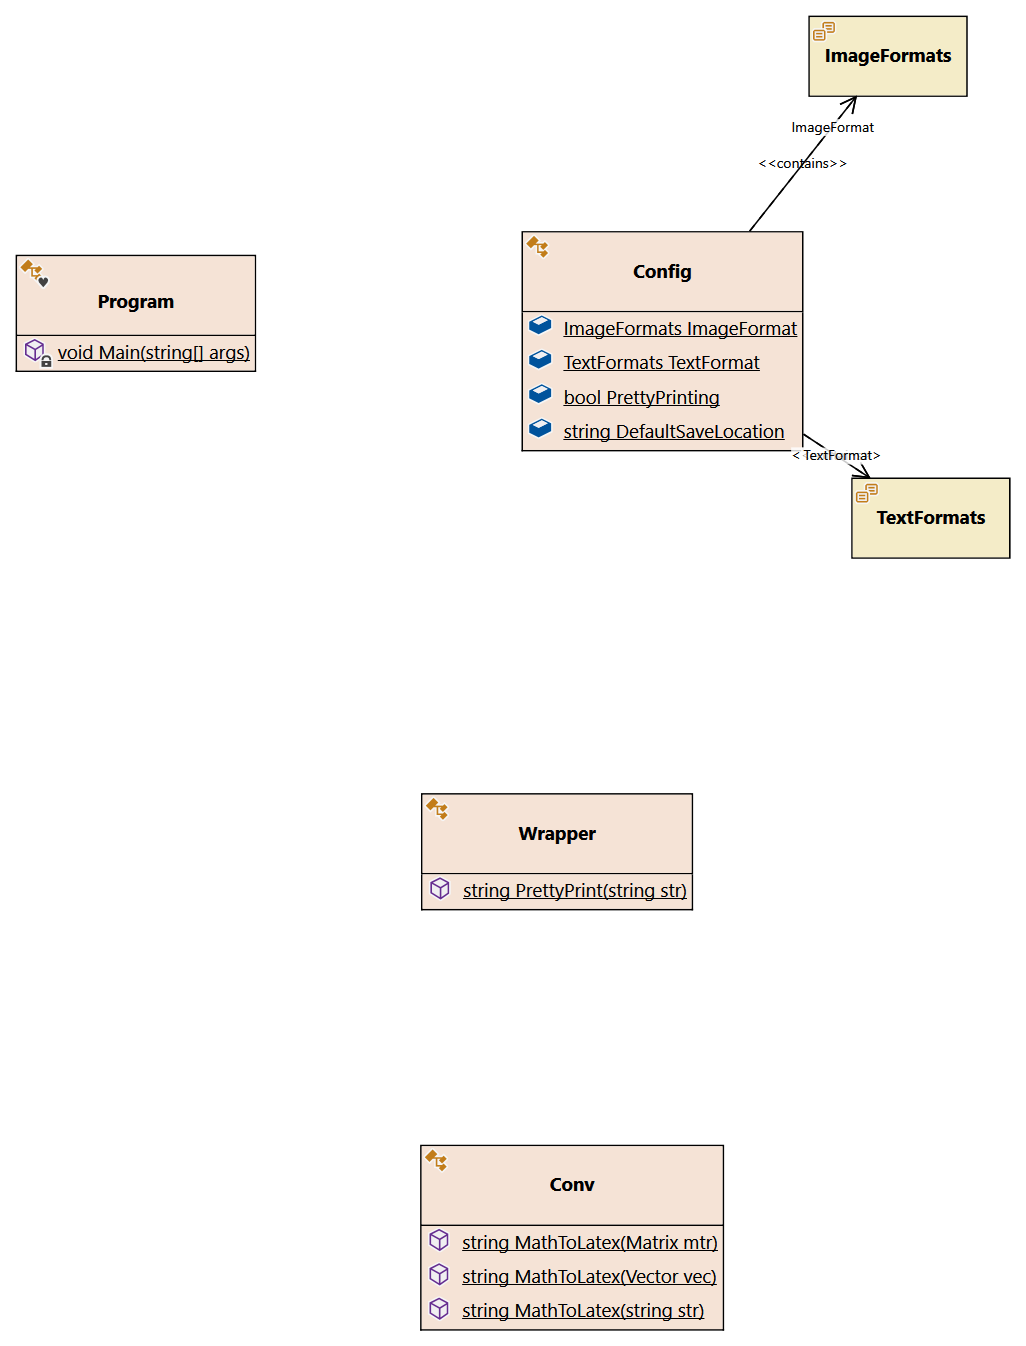 ImageFormats
ImageFormat
<<contains>>
Config
ImageFormats ImageFormat
TextFormats TextFormat
bool PrettyPrinting
string DefaultSaveLocation
Program
void Main(string[] args)
< TextFormat>
TextFormats
Wrapper
string PrettyPrint(string str)
Conv
string MathToLatex(Matrix mtr)
string MathToLatex(Vector vec)
string MathToLatex(string str)